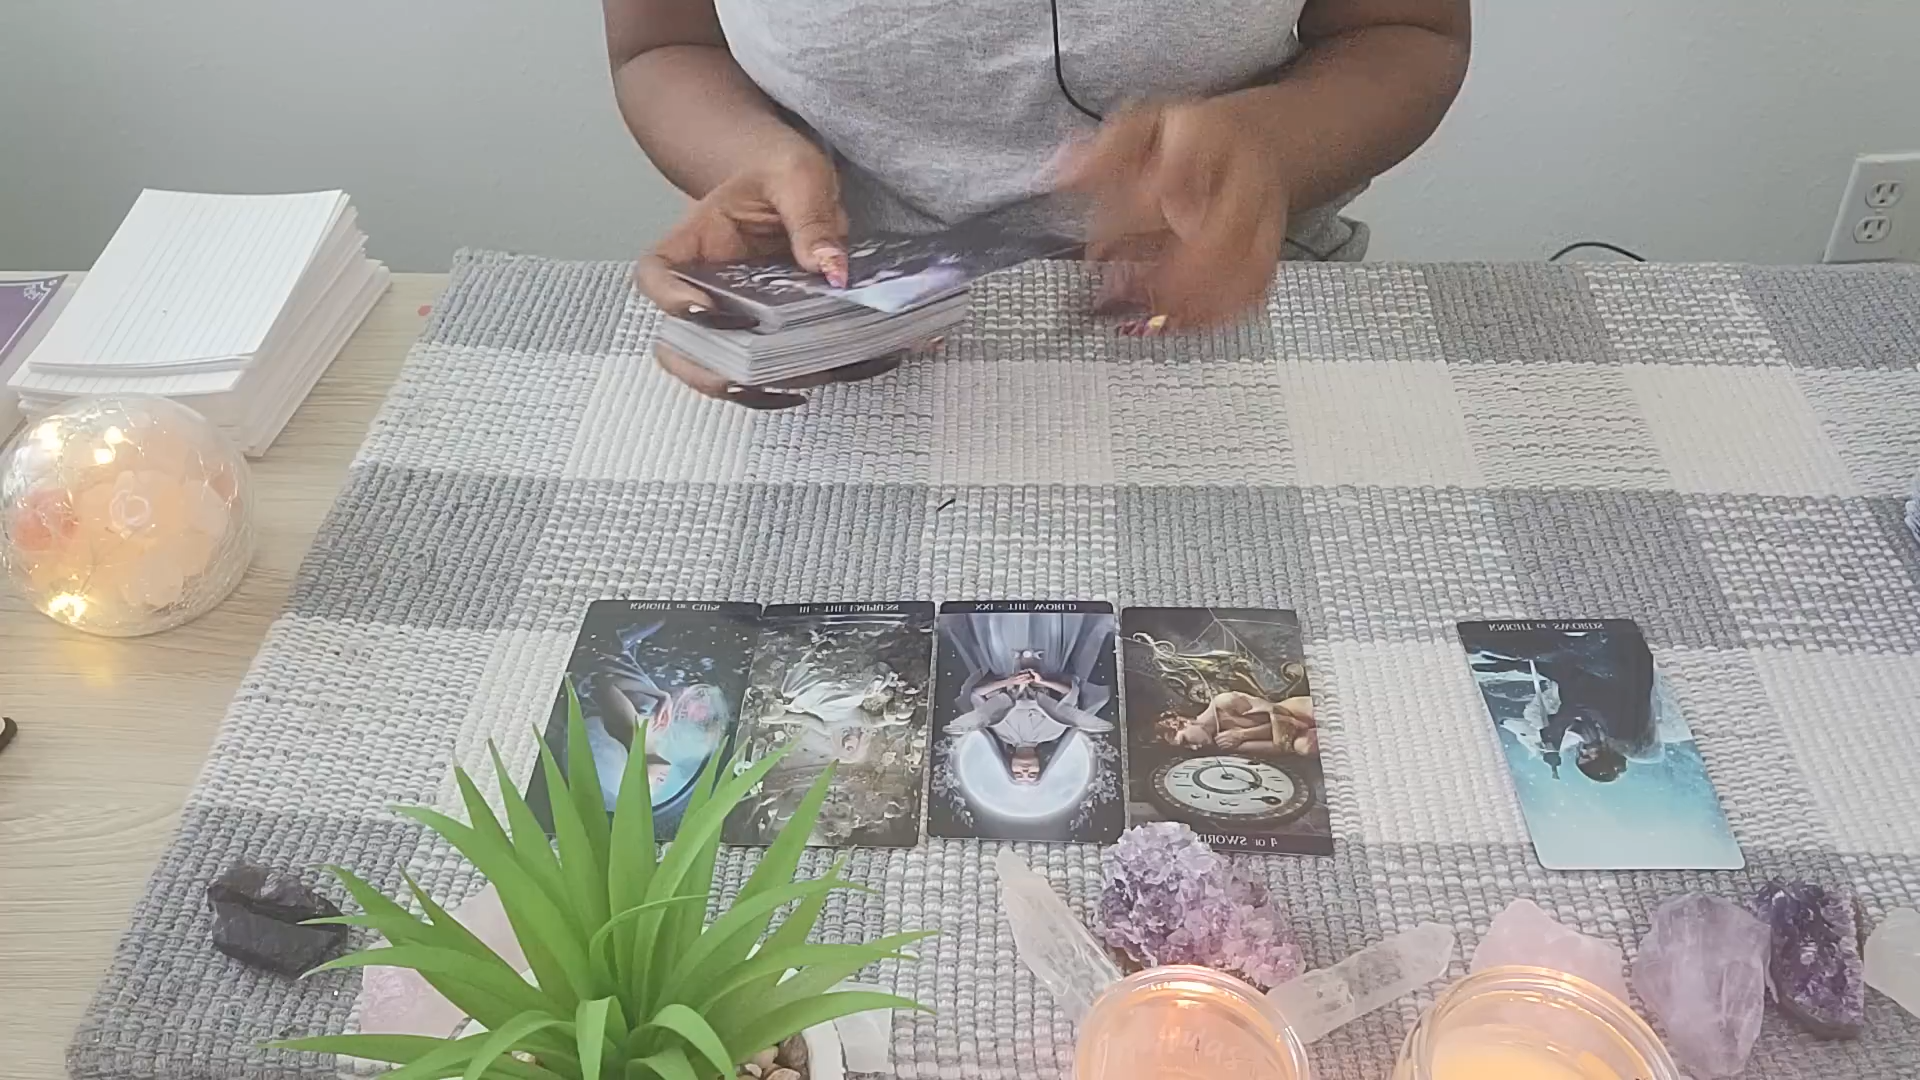 KNIGHT OF CUPS
III - THE EMPRESS
XXI - THE WORLD
4 OF SWORDS
KNIGHT OF SWORDS